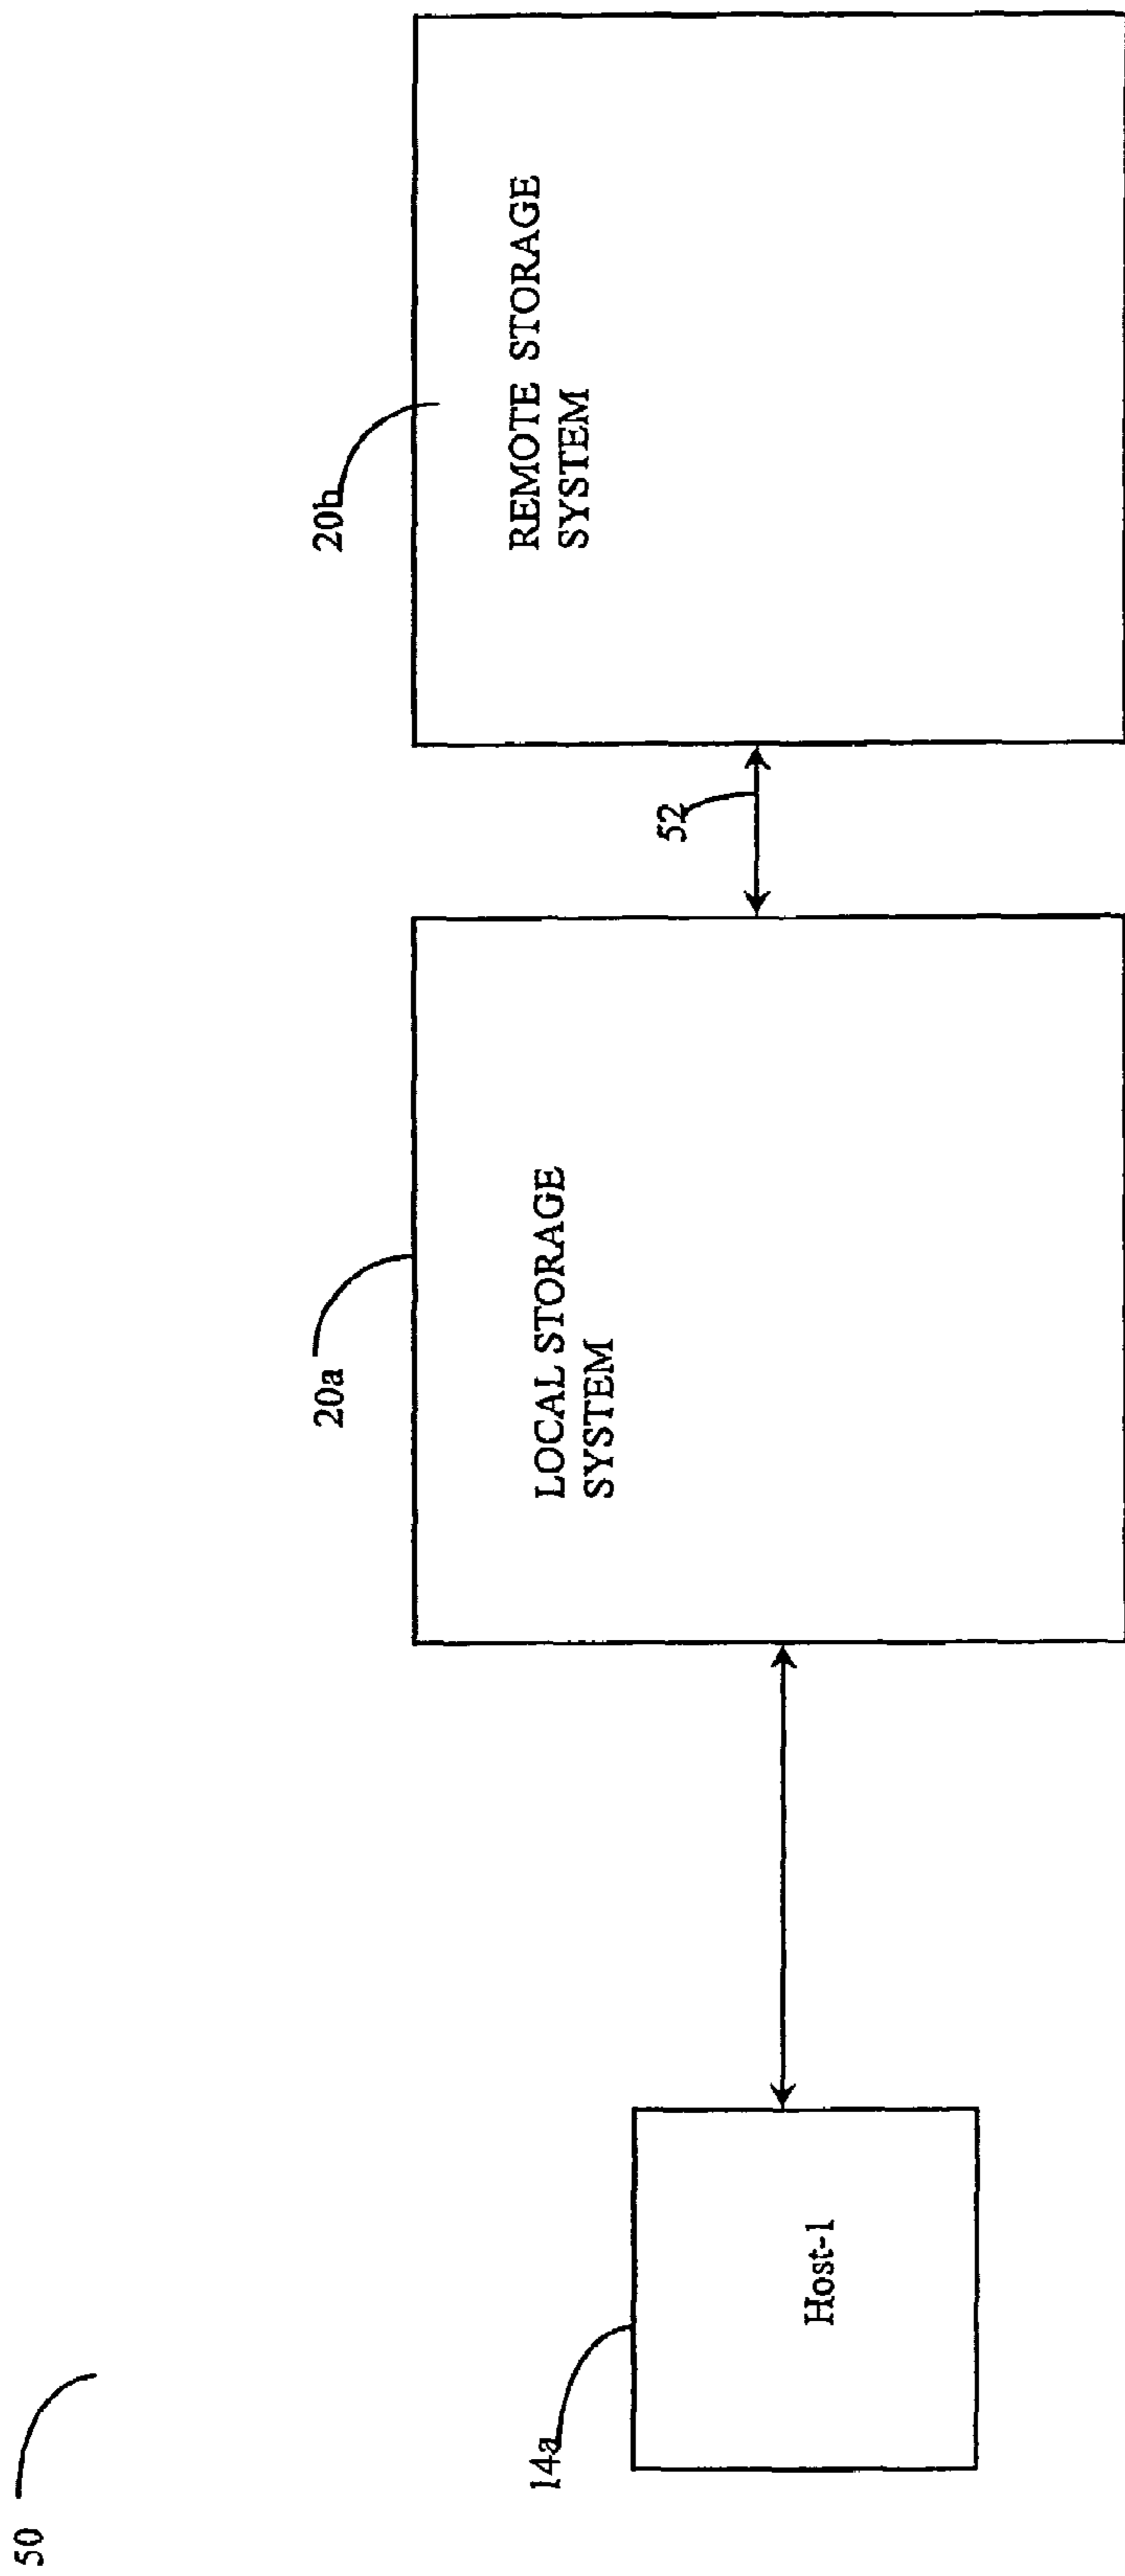 50
14a
Host-1
20a
LOCAL STORAGE
SYSTEM
52
20b
REMOTE STORAGE
SYSTEM